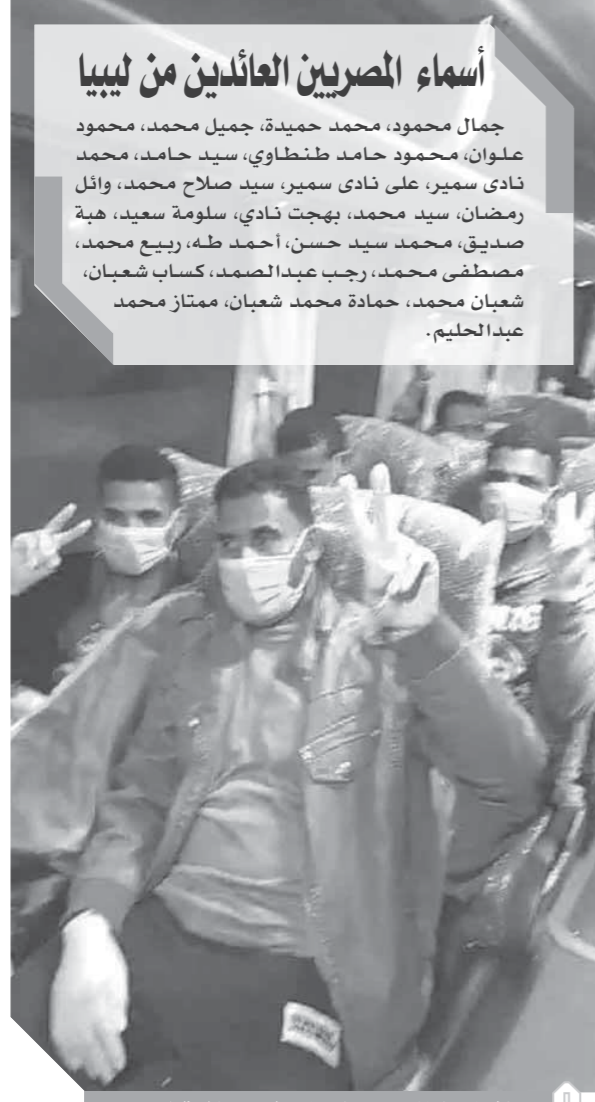 أسماء المصريين العائدين من ليبيا
جمال محمود، محمد حميدة، جميل محمد، محمود
علوان، محمود حامد طنطاوي، سيد حامد، محمد
نادى سمير، على نادى سمير، سيد صلاح محمد، وائل
رمضان، سيد محمد، بهجت نادي، سلومة سعيد، هبة
صديق، محمد سيد حسن، أحمد طه، ربيع محمد،
مصطفى محمد، رجب عبدالصمد، كساب شعبان،
شعبان محمد، حمادة محمد شعبان، ممتاز محمد
عبدالحليم.